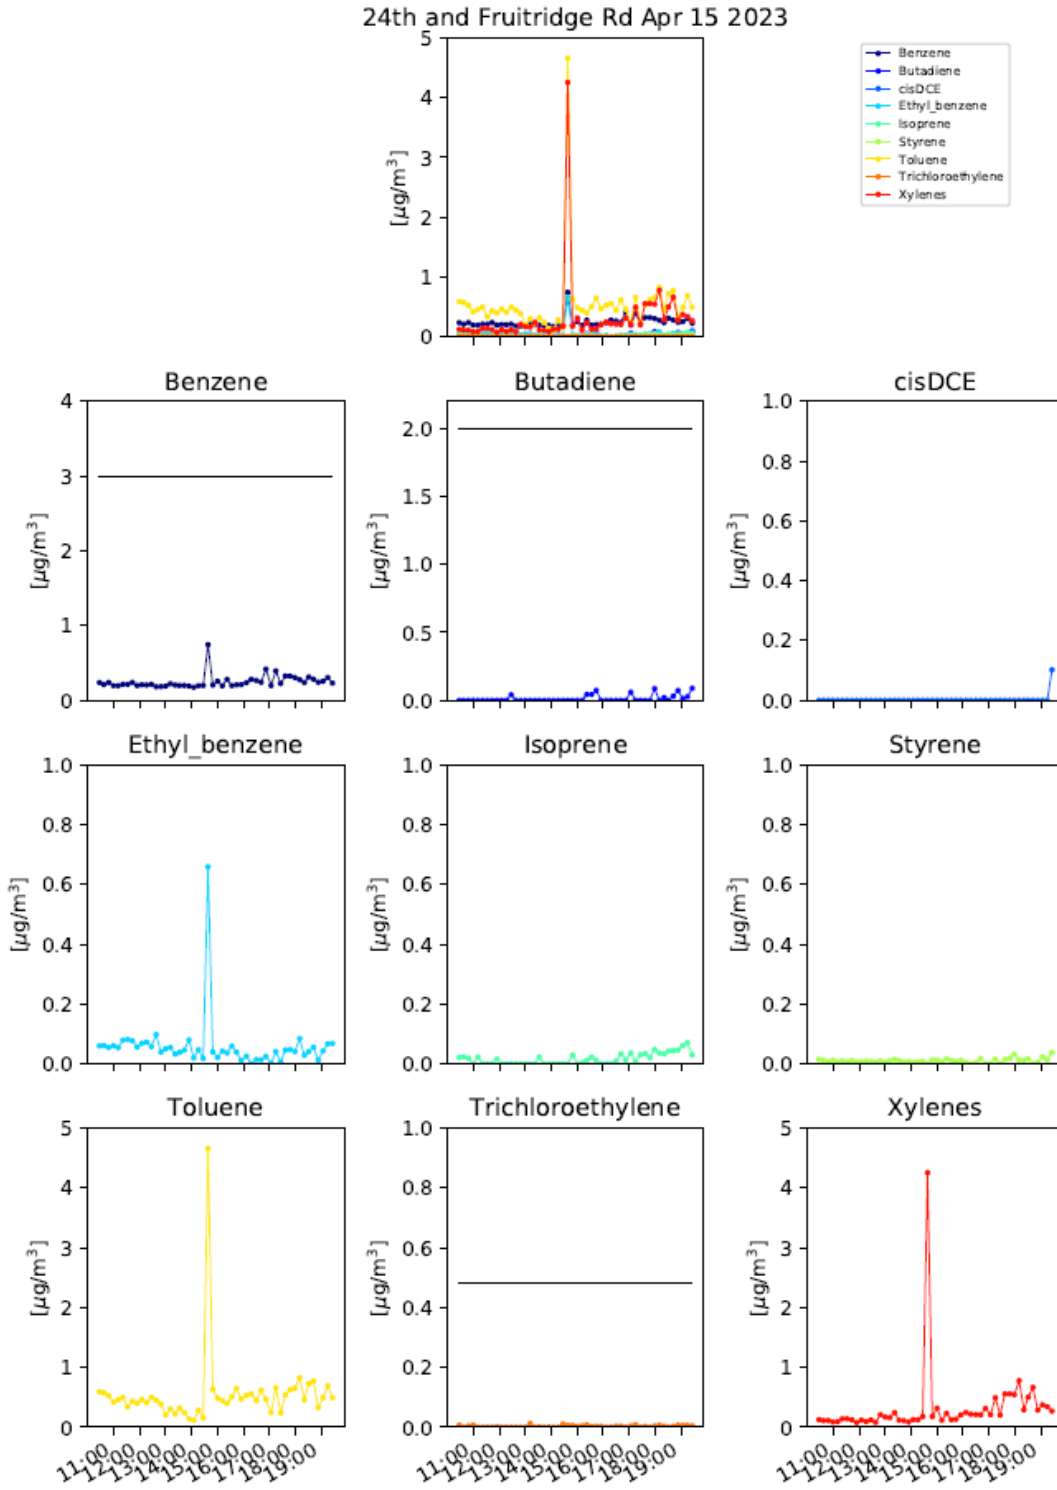 24th and Fruitridge Rd Apr 15 2023
5
4
3
2
1
0
[μg/m³]
Benzene
Butadiene
cisDCE
Ethyl_benzene
Isoprene
Styrene
Toluene
Trichloroethylene
Xylenes
Benzene
4
3
2
1
0
[μg/m³]
Butadiene
2.0
1.5
1.0
0.5
0.0
[μg/m³]
cisDCE
1.0
0.8
0.6
0.4
0.2
0.0
[μg/m³]
Ethyl_benzene
1.0
0.8
0.6
0.4
0.2
0.0
[μg/m³]
Isoprene
1.0
0.8
0.6
0.4
0.2
0.0
[μg/m³]
Styrene
1.0
0.8
0.6
0.4
0.2
0.0
[μg/m³]
Toluene
5
4
3
2
1
0
[μg/m³]
11:00 12:00 13:00 14:00 15:00 16:00 17:00 18:00 19:00
Trichloroethylene
1.0
0.8
0.6
0.4
0.2
0.0
[μg/m³]
11:00 12:00 13:00 14:00 15:00 16:00 17:00 18:00 19:00
Xylenes
5
4
3
2
1
0
[μg/m³]
11:00 12:00 13:00 14:00 15:00 16:00 17:00 18:00 19:00